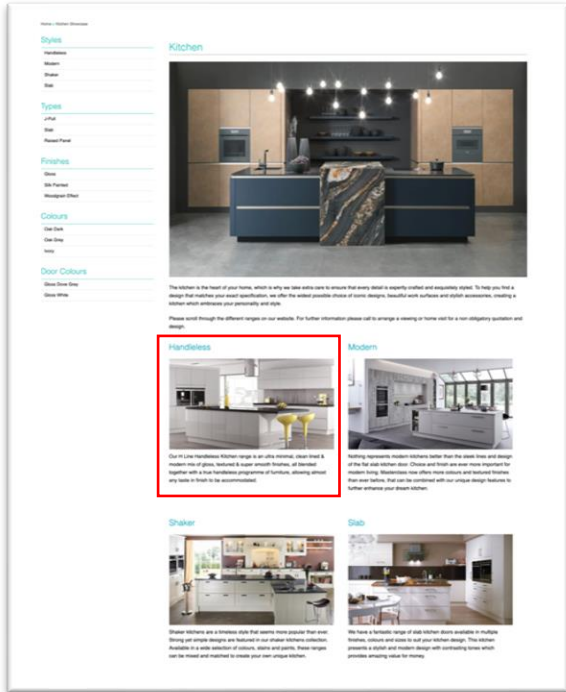 Home > Kitchen Showcase
Styles
Handleless
Modern
Shaker
Slab
Types
J-Pull
Slab
Raised Panel
Finishes
Gloss
Silk Painted
Woodgrain Effect
Colours
Oak Dark
Oak Grey
Ivory
Door Colours
Gloss Dove Grey
Gloss White
Kitchen
The kitchen is the heart of your home, which is why we take extra care to ensure that every detail is expertly crafted and exquisitely styled. To help you find a
design that matches your exact specification, we offer the widest possible choice of iconic designs, beautiful work surfaces and stylish accessories, creating a
kitchen which embraces your personality and style.
Please scroll through the different ranges on our website. For further information please call to arrange a viewing or home visit for a non obligatory quotation and
design.
Handleless
Our H Line Handleless Kitchen range is an ultra minimal, clean lined &
modern mix of gloss, textured & super smooth finishes, all blended
together with a true handleless programme of furniture, allowing almost
any taste in finish to be accommodated.
Modern
Nothing represents modern kitchens better than the sleek lines and design
of the flat slab kitchen door. Choice and finish are ever more important for
modern living. Masterclass now offers more colours and textured finishes
than ever before, that can be combined with our unique design features to
further enhance your dream kitchen.
Shaker
Shaker kitchens are a timeless style that seems more popular than ever.
Strong yet simple designs are featured in our shaker kitchens collection.
Available in a wide selection of colours, stains and paints, these ranges
can be mixed and matched to create your own unique kitchen.
Slab
We have a fantastic range of slab kitchen doors available in multiple
finishes, colours and sizes to suit your kitchen design. This kitchen
presents a stylish and modern design with contrasting tones which
provides amazing value for money.